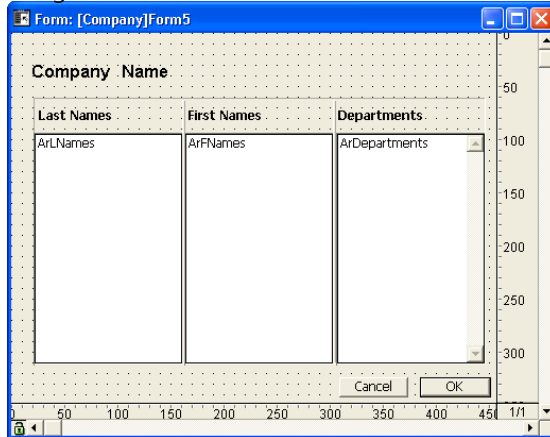 Form: [Company]Form5
Company Name
Last Names First Names Departments
ArLNames ArFNames ArDepartments
Cancel OK
0
50
100
150
200
250
300
50 100 150 200 250 300 350 400 450 1/1